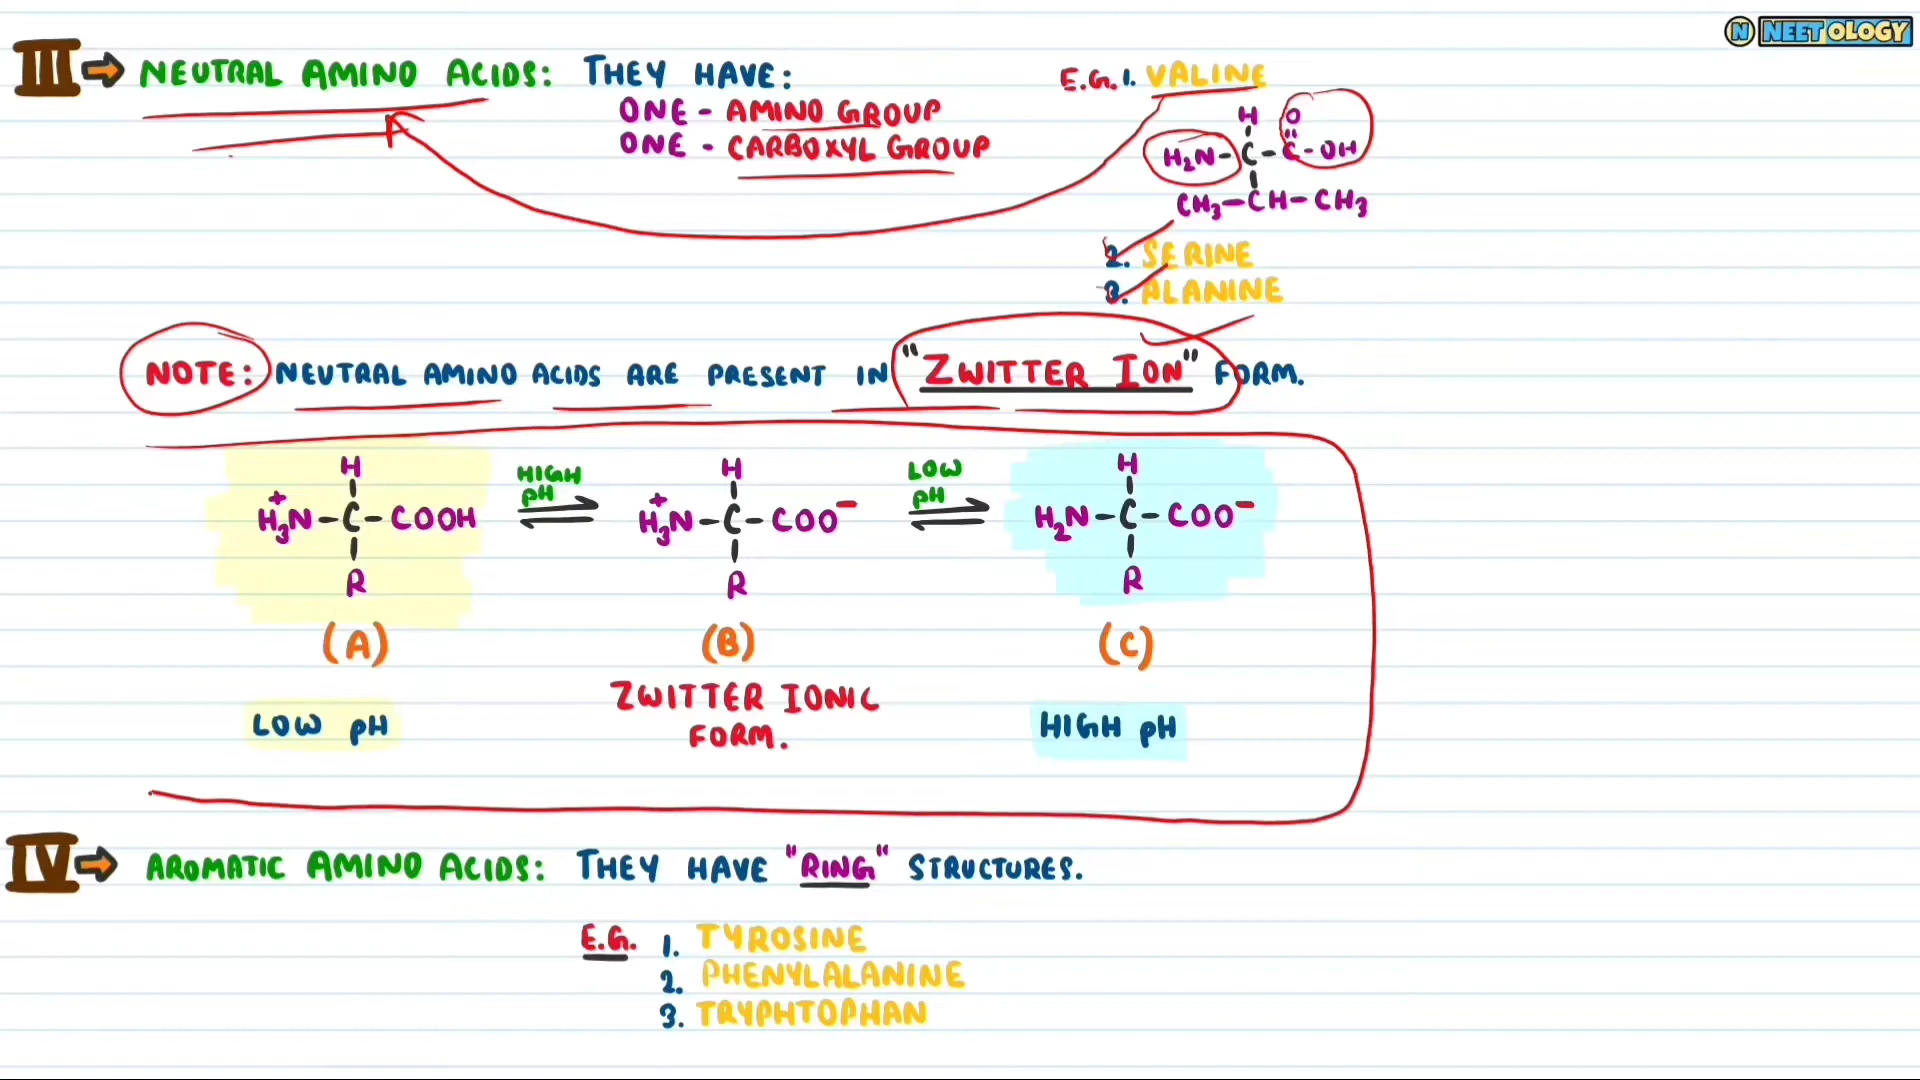 N NEETOLOGY
III NEUTRAL AMINO ACIDS: THEY HAVE:
ONE - AMINO GROUP
ONE - CARBOXYL GROUP
E.G. 1. VALINE
H O
H₂N-C-C-OH
CH₃-CH-CH₃
2. SERINE
3. ALANINE
NOTE: NEUTRAL AMINO ACIDS ARE PRESENT IN "ZWITTER ION" FORM.
H
H₃N⁺-C-COOH
R
(A)
LOW pH
HIGH pH
H
H₃N⁺-C-COO⁻
R
(B)
ZWITTER IONIC
FORM.
LOW pH
H
H₂N-C-COO⁻
R
(C)
HIGH pH
IV AROMATIC AMINO ACIDS: THEY HAVE "RING" STRUCTURES.
E.G. 1. TYROSINE
2. PHENYLALANINE
3. TRYPHTOPHAN